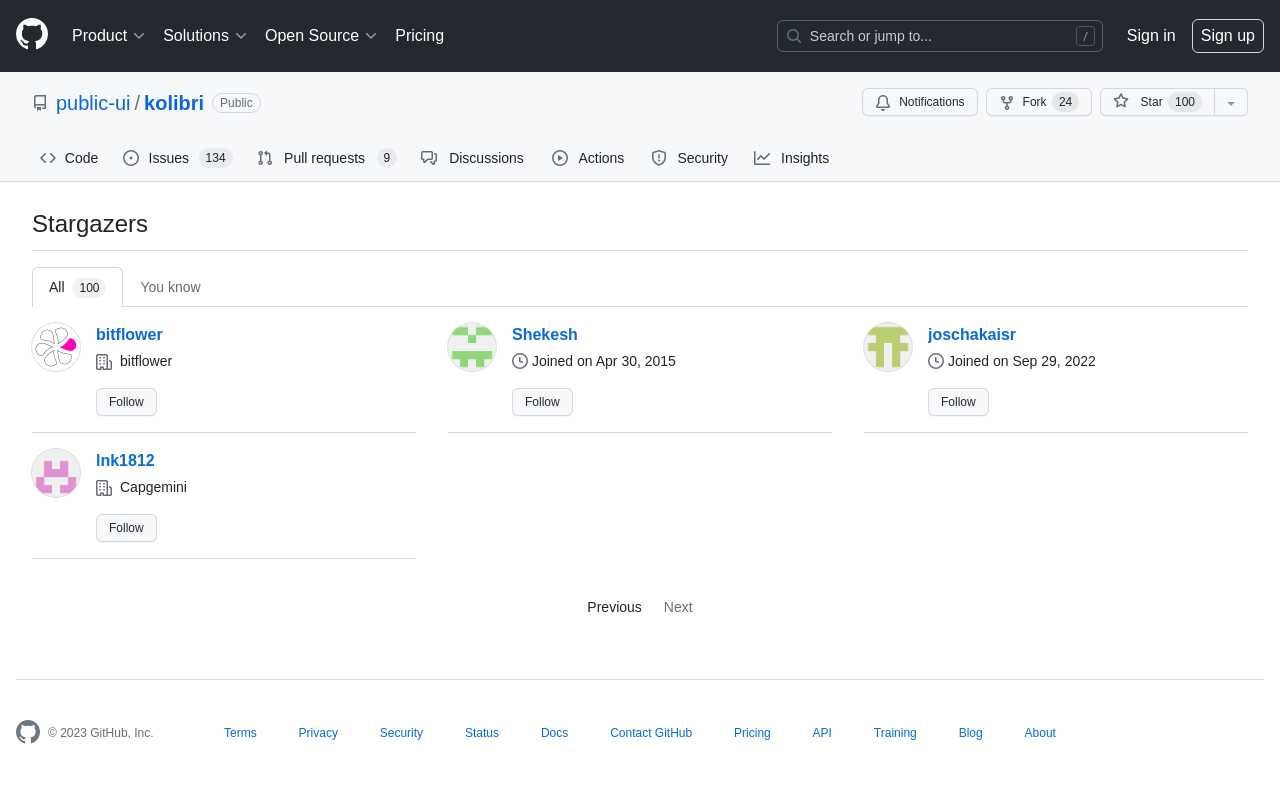 Product Solutions Open Source Pricing Search or jump to... / Sign in Sign up
public-ui / kolibri Public Notifications Fork 24 Star 100
Code Issues 134 Pull requests 9 Discussions Actions Security Insights
Stargazers
All 100 You know
bitflower
bitflower
Follow
Shekesh
Joined on Apr 30, 2015
Follow
joschakaisr
Joined on Sep 29, 2022
Follow
lnk1812
Capgemini
Follow
Previous Next
© 2023 GitHub, Inc. Terms Privacy Security Status Docs Contact GitHub Pricing API Training Blog About